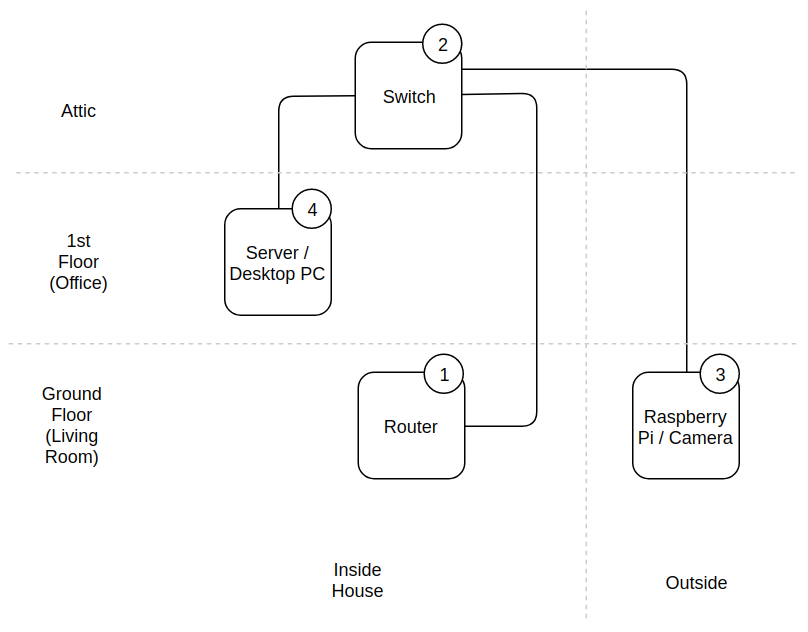 2
Switch
Attic
4
1st
Floor
(Office)
Server /
Desktop PC
1
3
Ground
Floor
(Living
Room)
Router
Raspberry
Pi / Camera
Inside
House
Outside